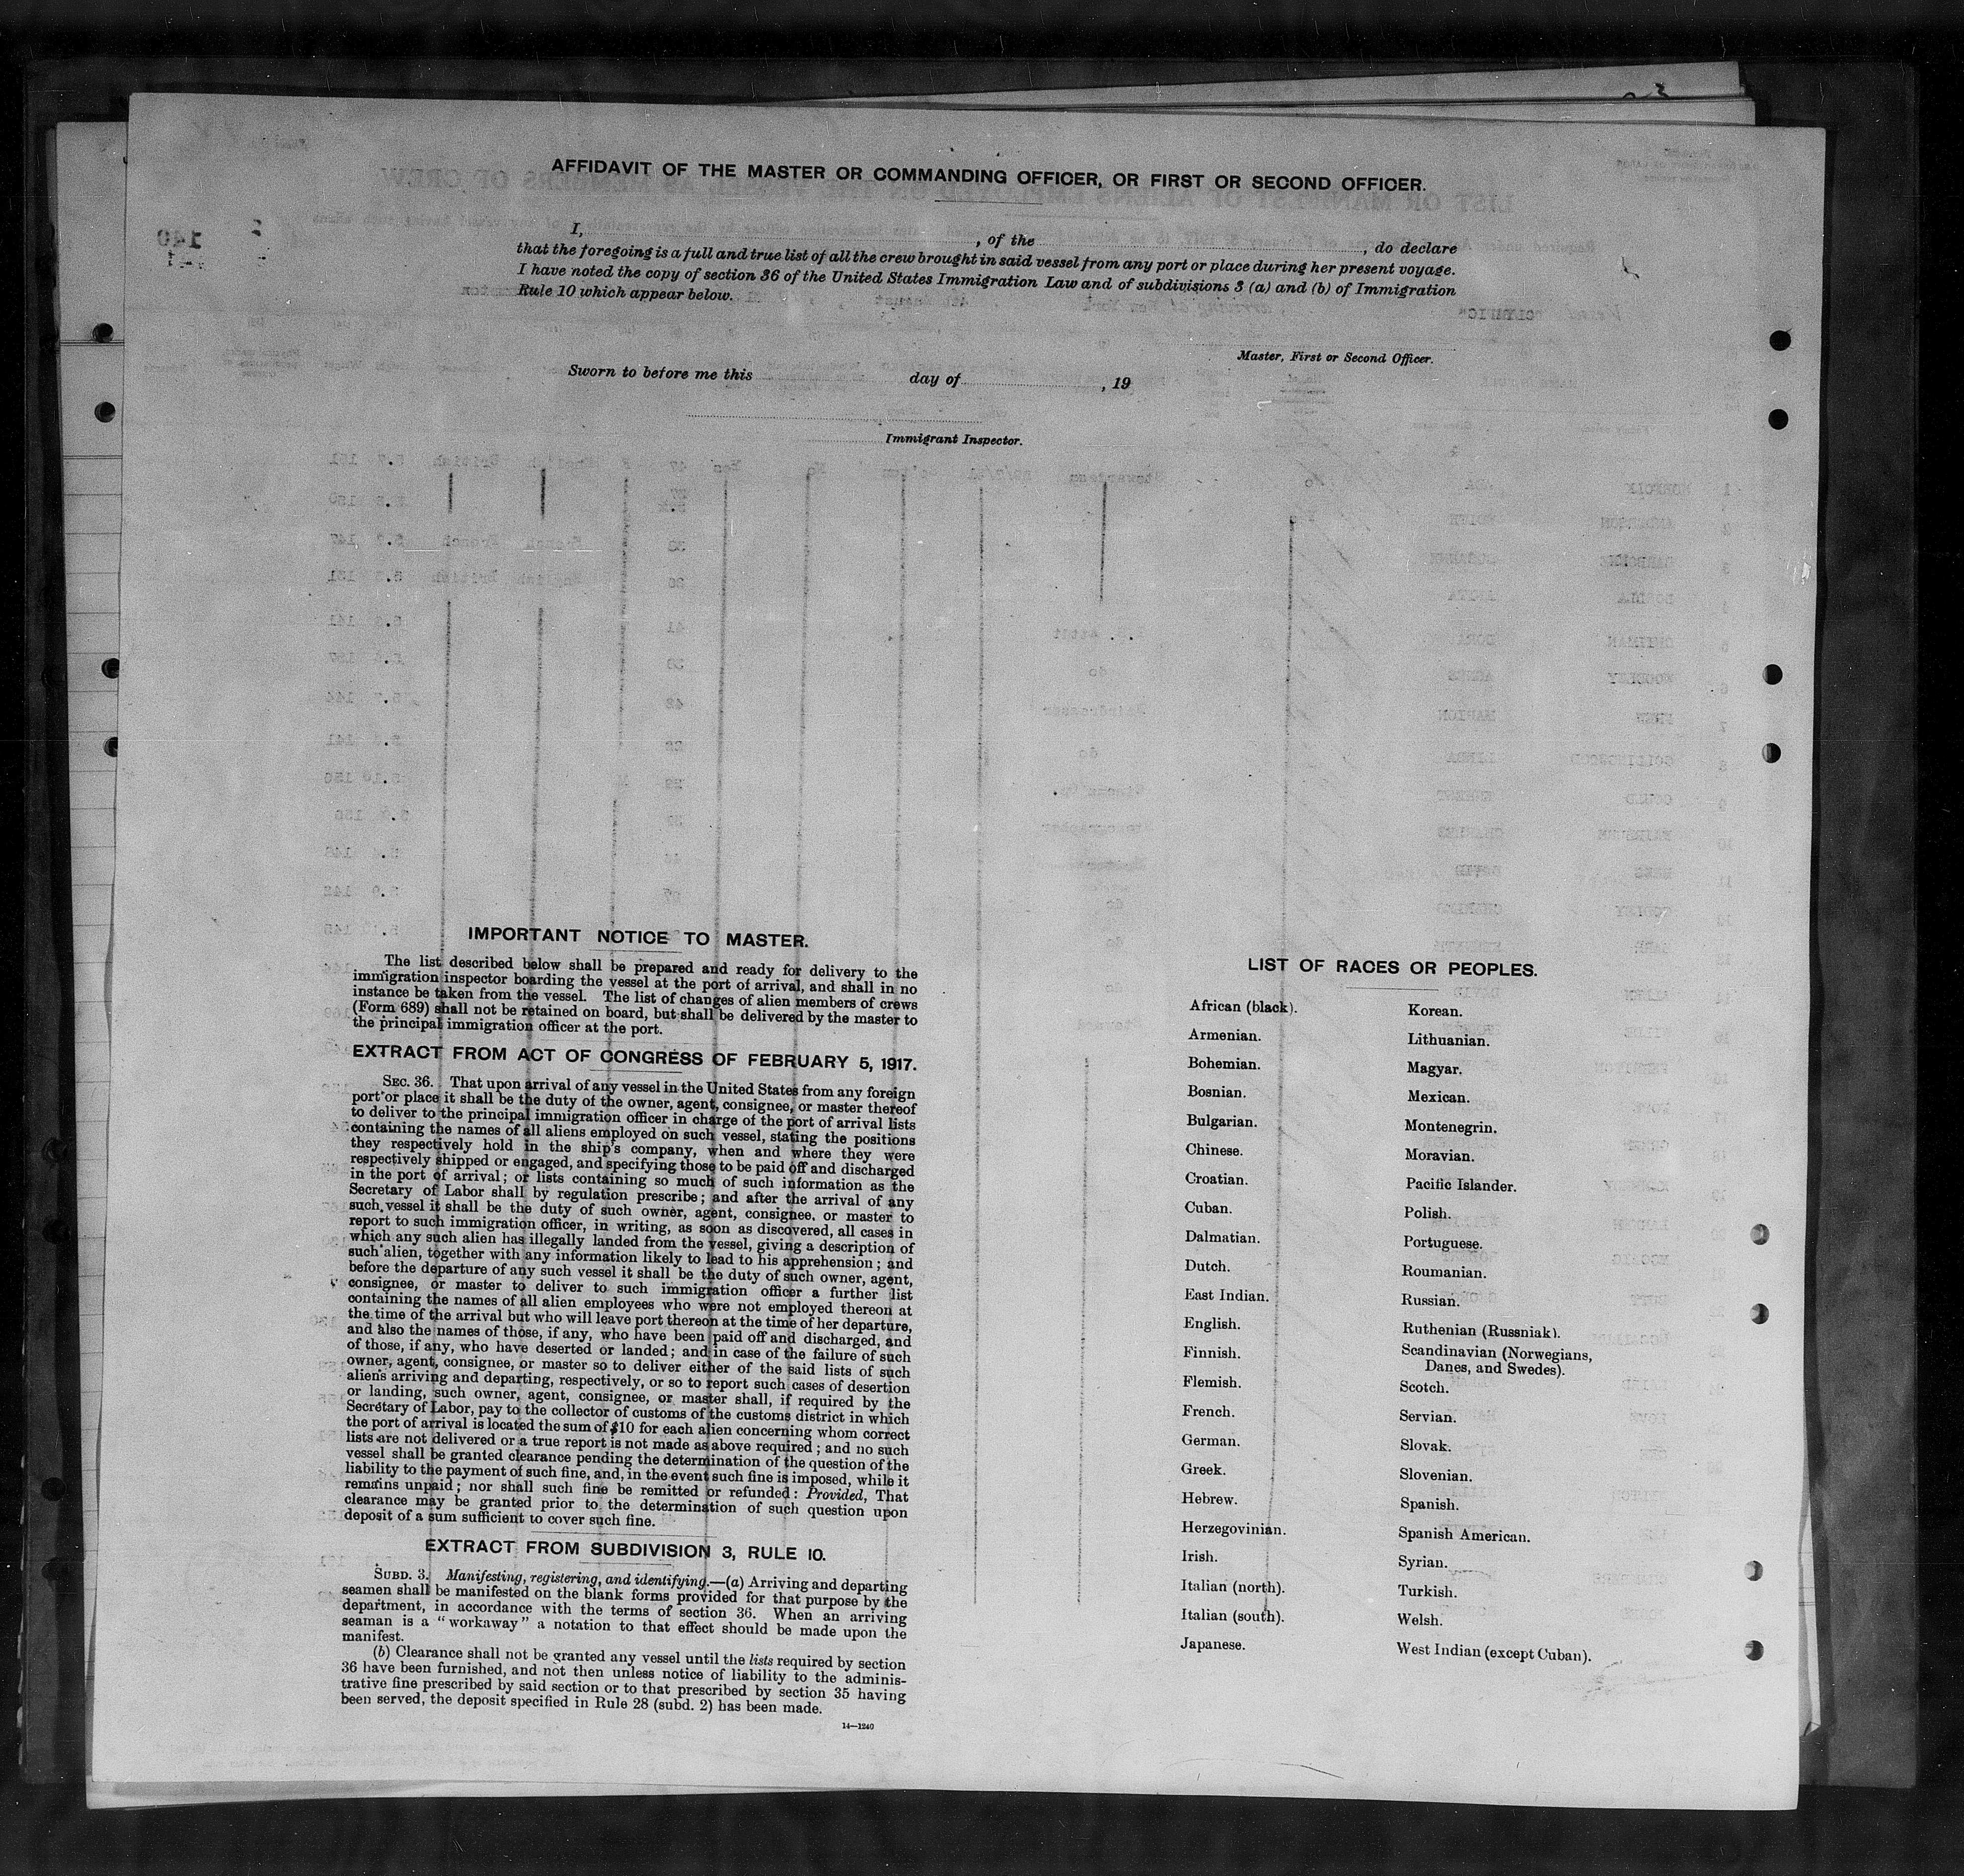 AFFIDAVIT OF THE MASTER OR COMMANDING OFFICER, OR FIRST OR SECOND OFFICER.
I, , of the , do declare
that the foregoing is a full and true list of all the crew brought in said vessel from any port or place during her present voyage.
I have noted the copy of section 36 of the United States Immigration Law and of subdivisions 3 (a) and (b) of Immigration
Rule 10 which appear below.
Master, First or Second Officer.
Sworn to before me this day of , 19
Immigrant Inspector.
IMPORTANT NOTICE TO MASTER.
The list described below shall be prepared and ready for delivery to the
immigration inspector boarding the vessel at the port of arrival, and shall in no
instance be taken from the vessel. The list of changes of alien members of crews
(Form 689) shall not be retained on board, but shall be delivered by the master to
the principal immigration officer at the port.
EXTRACT FROM ACT OF CONGRESS OF FEBRUARY 5, 1917.
SEC. 36. That upon arrival of any vessel in the United States from any foreign
port or place it shall be the duty of the owner, agent, consignee, or master thereof
to deliver to the principal immigration officer in charge of the port of arrival lists
containing the names of all aliens employed on such vessel, stating the positions
they respectively hold in the ship's company, when and where they were
respectively shipped or engaged, and specifying those to be paid off and discharged
in the port of arrival; or lists containing so much of such information as the
Secretary of Labor shall by regulation prescribe; and after the arrival of any
such vessel it shall be the duty of such owner, agent, consignee, or master to
report to such immigration officer, in writing, as soon as discovered, all cases in
which any such alien has illegally landed from the vessel, giving a description of
such alien, together with any information likely to lead to his apprehension; and
before the departure of any such vessel it shall be the duty of such owner, agent,
consignee, or master to deliver to such immigration officer a further list
containing the names of all alien employees who were not employed thereon at
the time of the arrival but who will leave port thereon at the time of her departure,
and also the names of those, if any, who have been paid off and discharged, and
of those, if any, who have deserted or landed; and in case of the failure of such
owner, agent, consignee, or master so to deliver either of the said lists of such
aliens arriving and departing, respectively, or so to report such cases of desertion
or landing, such owner, agent, consignee, or master shall, if required by the
Secretary of Labor, pay to the collector of customs of the customs district in which
the port of arrival is located the sum of $10 for each alien concerning whom correct
lists are not delivered or a true report is not made as above required; and no such
vessel shall be granted clearance pending the determination of the question of the
liability to the payment of such fine, and, in the event such fine is imposed, while it
remains unpaid; nor shall such fine be remitted or refunded: Provided, That
clearance may be granted prior to the determination of such question upon
deposit of a sum sufficient to cover such fine.
EXTRACT FROM SUBDIVISION 3, RULE 10.
SUBD. 3. Manifesting, registering, and identifying.—(a) Arriving and departing
seamen shall be manifested on the blank forms provided for that purpose by the
department, in accordance with the terms of section 36. When an arriving
seaman is a "workaway" a notation to that effect should be made upon the
manifest.
(b) Clearance shall not be granted any vessel until the lists required by section
36 have been furnished, and not then unless notice of liability to the adminis-
trative fine prescribed by said section or to that prescribed by section 35 having
been served, the deposit specified in Rule 28 (subd. 2) has been made.
14—1240
LIST OF RACES OR PEOPLES.
African (black).
Armenian.
Bohemian.
Bosnian.
Bulgarian.
Chinese.
Croatian.
Cuban.
Dalmatian.
Dutch.
East Indian.
English.
Finnish.
Flemish.
French.
German.
Greek.
Hebrew.
Herzegovinian.
Irish.
Italian (north).
Italian (south).
Japanese.
Korean.
Lithuanian.
Magyar.
Mexican.
Montenegrin.
Moravian.
Pacific Islander.
Polish.
Portuguese.
Roumanian.
Russian.
Ruthenian (Russniak).
Scandinavian (Norwegians,
Danes, and Swedes).
Scotch.
Servian.
Slovak.
Slovenian.
Spanish.
Spanish American.
Syrian.
Turkish.
Welsh.
West Indian (except Cuban).